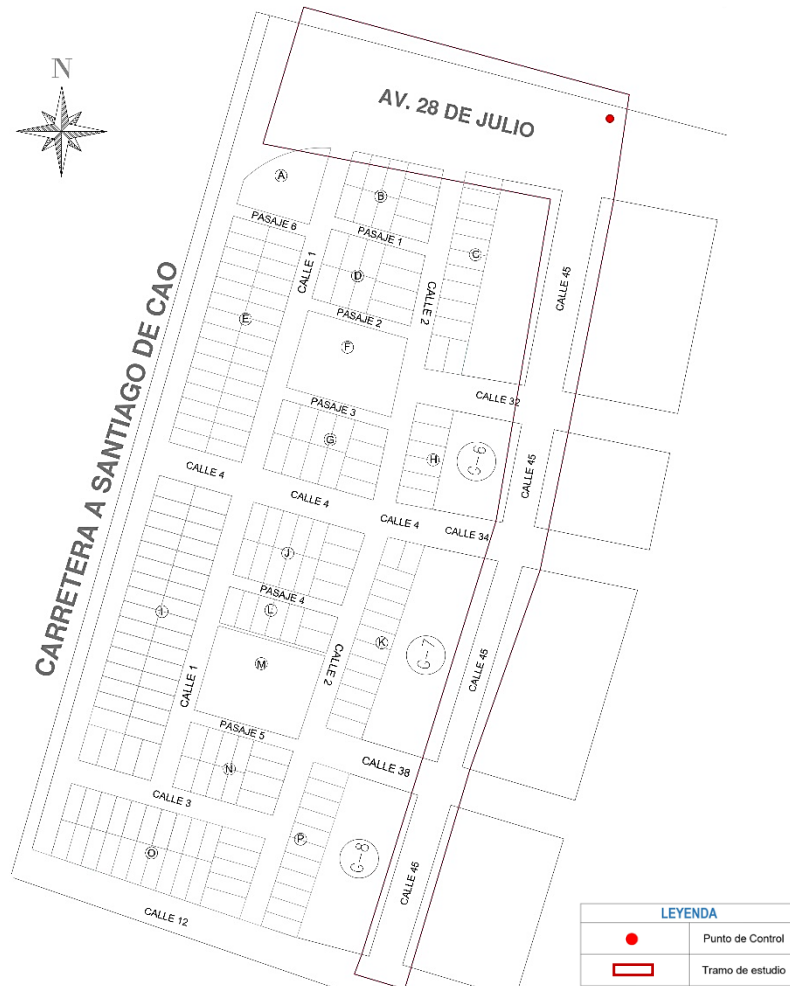 N
AV. 28 DE JULIO
A
B
PASAJE 6
PASAJE 1
C
CALLE 1
D
CALLE 2
CALLE 45
CARRETERA A SANTIAGO DE CAO
E
PASAJE 2
F
CALLE 32
PASAJE 3
G
H
C-6
CALLE 45
CALLE 4
CALLE 4
CALLE 4
CALLE 34
J
PASAJE 4
L
I
K
C-7
M
CALLE 2
CALLE 45
CALLE 1
PASAJE 5
N
CALLE 38
CALLE 3
P
O
C-8
CALLE 45
CALLE 12
LEYENDA
Punto de Control
Tramo de estudio